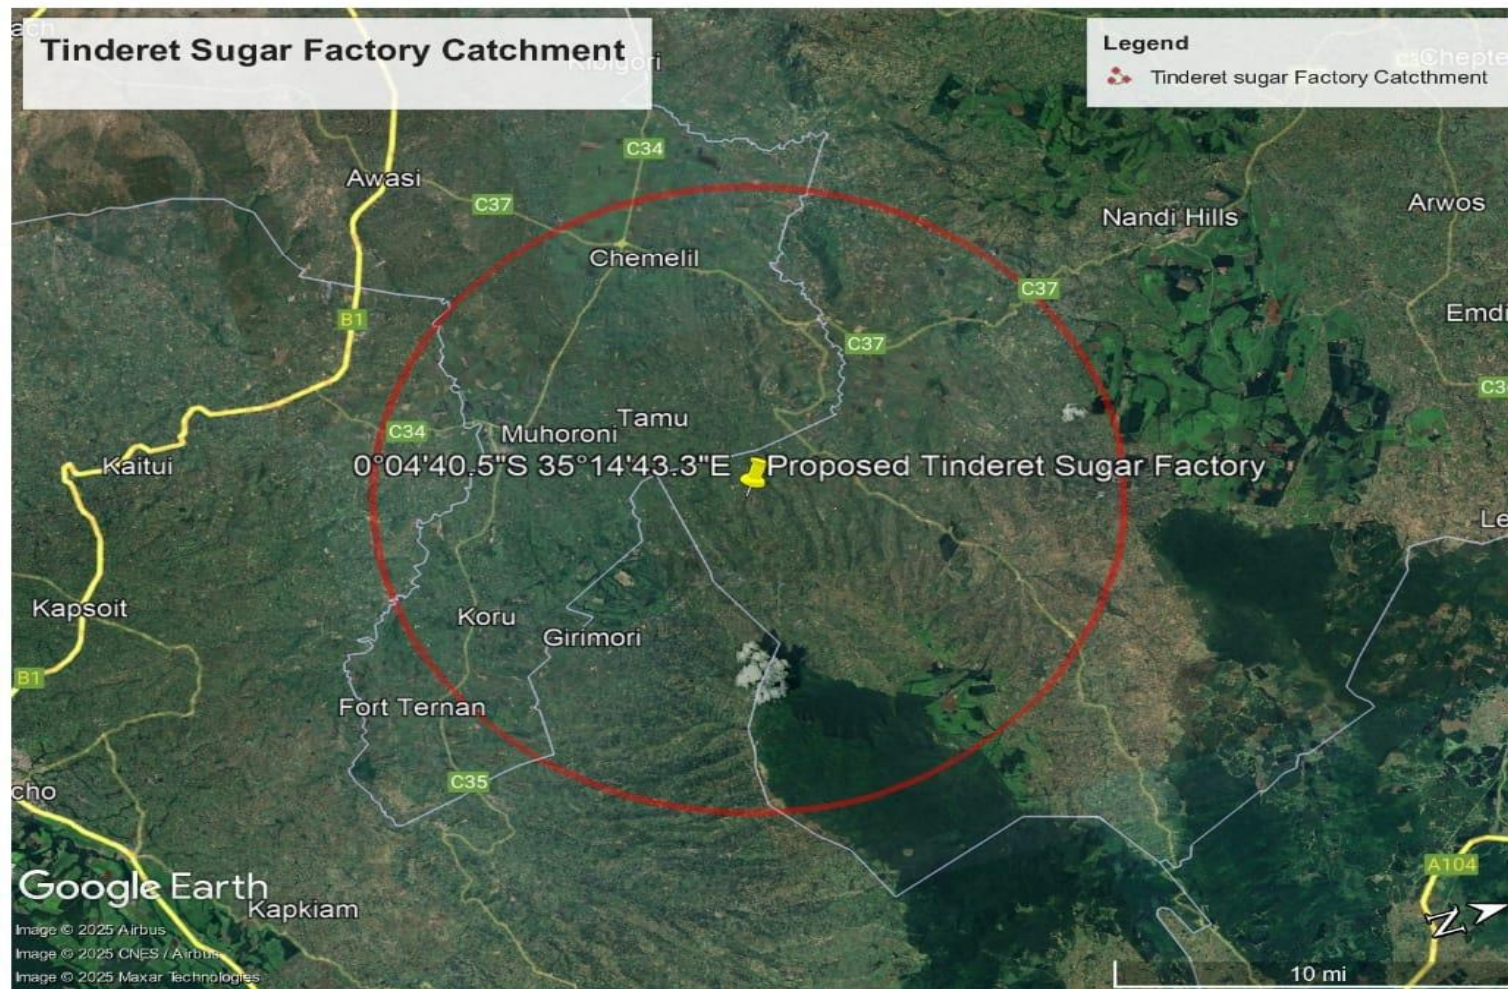 Tinderet Sugar Factory Catchment
Legend
Tinderet sugar Factory Catcthment
Kibigori
C34
Awasi
C37
Arwos
Nandi Hills
Chemelil
C37
B1
C37
Tamu
Muhoroni
C34
Kaitui
0°04'40.5"S 35°14'43.3"E
Proposed Tinderet Sugar Factory
Kapsoit
Koru
Girimori
B1
Fort Ternan
C35
cho
A104
Google Earth
Kapkiam
N
Image © 2025 Airbus
Image © 2025 CNES / Airbus
Image © 2025 Maxar Technologies
10 mi